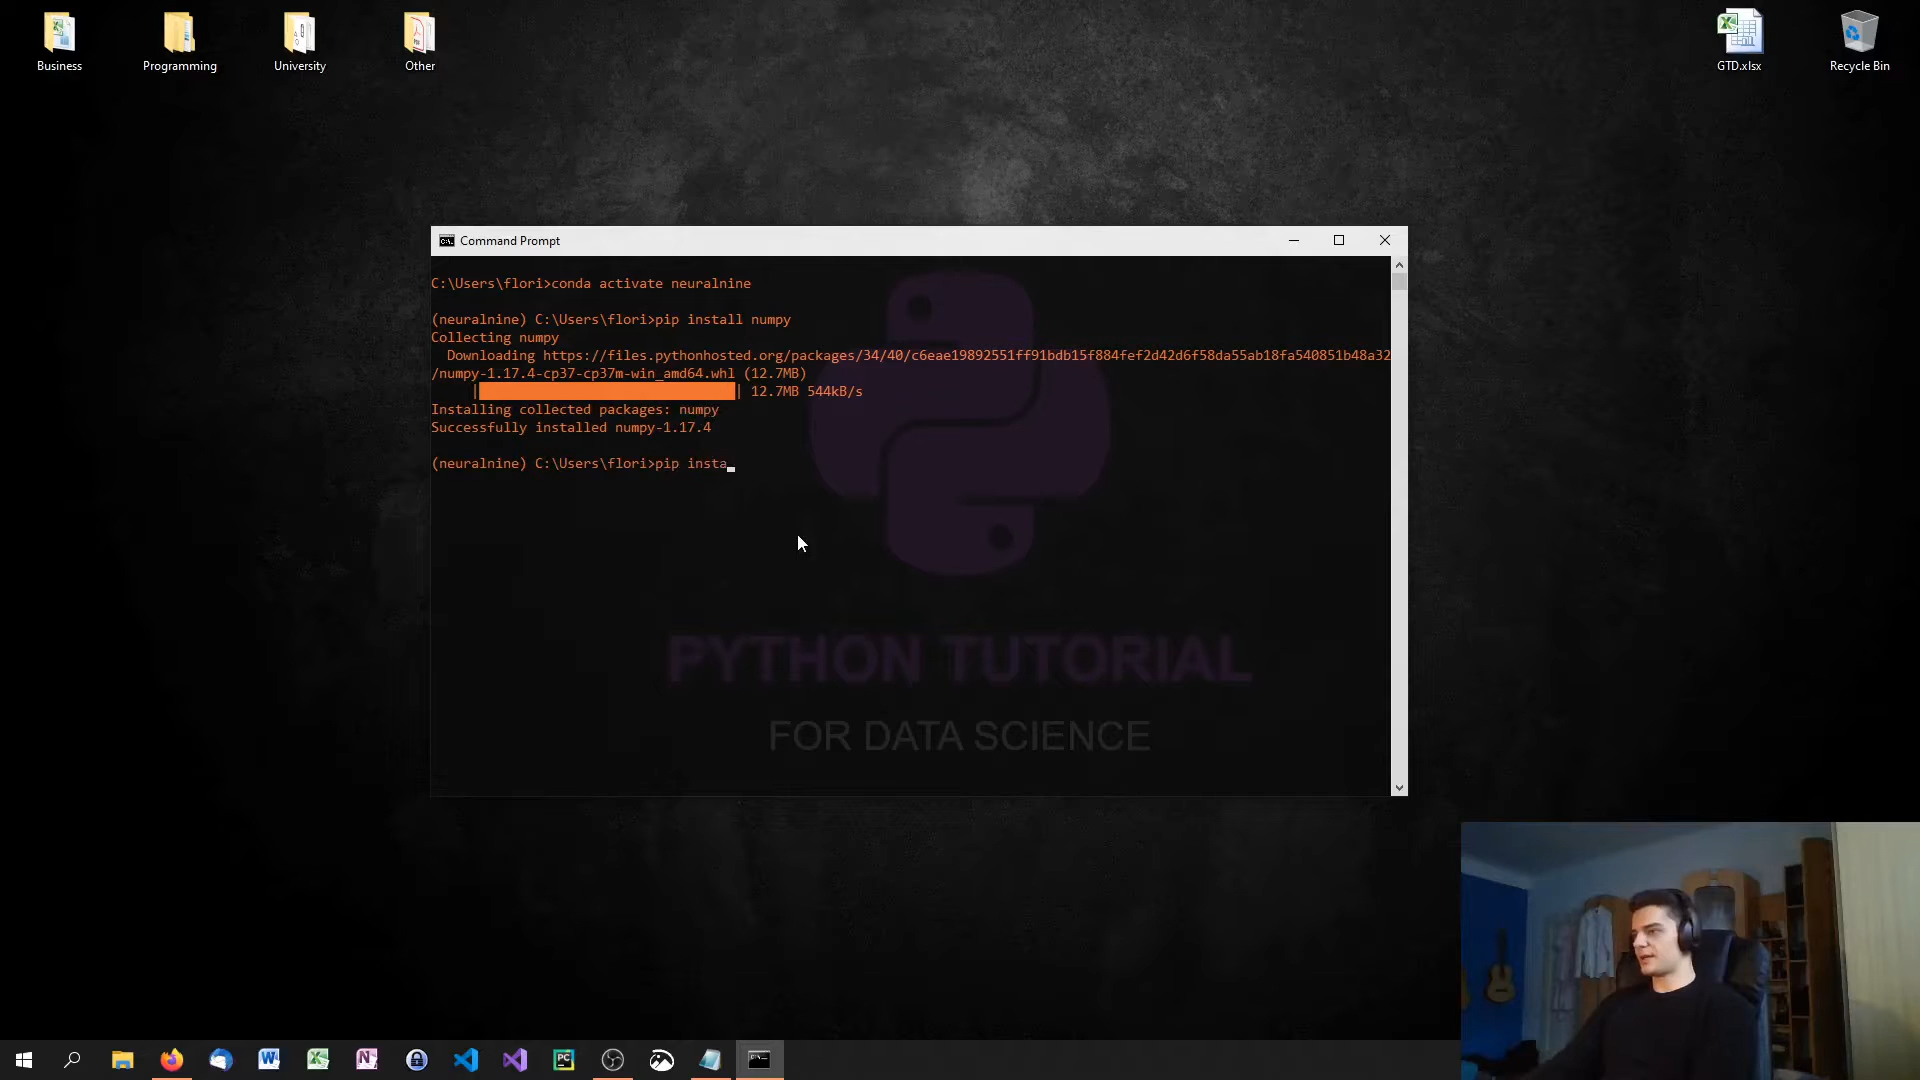 Business
Programming
University
Other
GTD.xlsx
Recycle Bin
Command Prompt
C:\Users\flori>conda activate neuralnine
(neuralnine) C:\Users\flori>pip install numpy
Collecting numpy
Downloading https://files.pythonhosted.org/packages/34/40/c6eae19892551ff91bdb15f884fef2d42d6f58da55ab18fa540851b48a32
/numpy-1.17.4-cp37-cp37m-win_amd64.whl (12.7MB)
| | 12.7MB 544kB/s
Installing collected packages: numpy
Successfully installed numpy-1.17.4
(neuralnine) C:\Users\flori>pip insta_
PYTHON TUTORIAL
FOR DATA SCIENCE